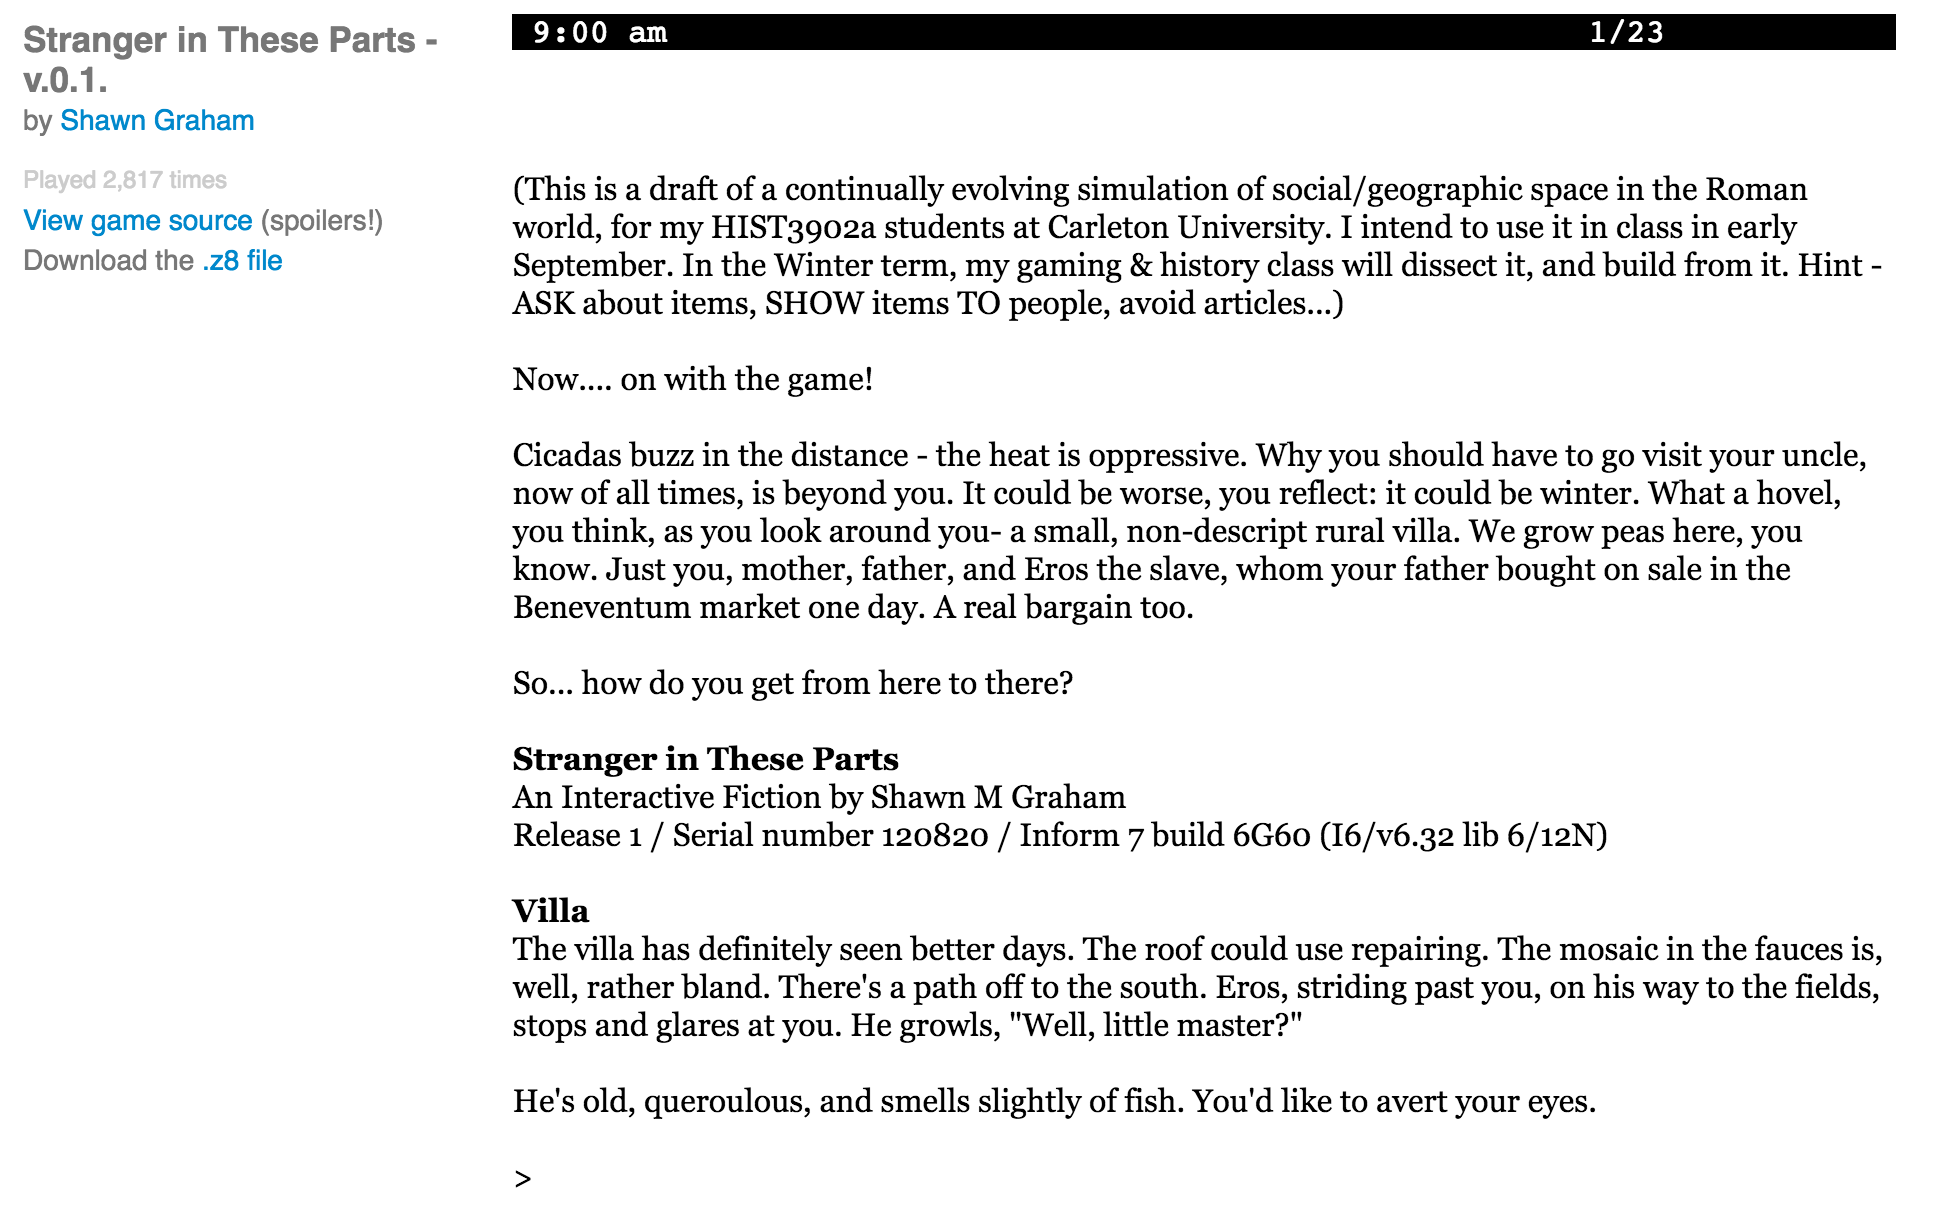 Stranger in These Parts -
v.0.1.
by Shawn Graham
Played 2,817 times
View game source (spoilers!)
Download the .z8 file
9:00 am 1/23
(This is a draft of a continually evolving simulation of social/geographic space in the Roman
world, for my HIST3902a students at Carleton University. I intend to use it in class in early
September. In the Winter term, my gaming & history class will dissect it, and build from it. Hint -
ASK about items, SHOW items TO people, avoid articles...)
Now.... on with the game!
Cicadas buzz in the distance - the heat is oppressive. Why you should have to go visit your uncle,
now of all times, is beyond you. It could be worse, you reflect: it could be winter. What a hovel,
you think, as you look around you- a small, non-descript rural villa. We grow peas here, you
know. Just you, mother, father, and Eros the slave, whom your father bought on sale in the
Beneventum market one day. A real bargain too.
So... how do you get from here to there?
Stranger in These Parts
An Interactive Fiction by Shawn M Graham
Release 1 / Serial number 120820 / Inform 7 build 6G60 (I6/v6.32 lib 6/12N)
Villa
The villa has definitely seen better days. The roof could use repairing. The mosaic in the fauces is,
well, rather bland. There's a path off to the south. Eros, striding past you, on his way to the fields,
stops and glares at you. He growls, "Well, little master?"
He's old, queroulous, and smells slightly of fish. You'd like to avert your eyes.
>